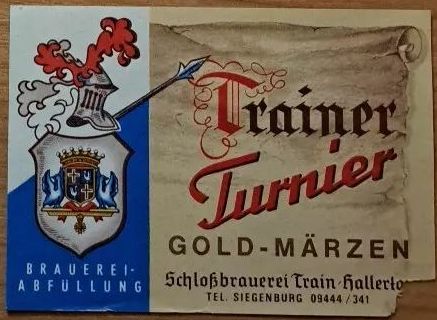 Trainer
Turnier
GOLD-MÄRZEN
BRAUEREI-
ABFÜLLUNG
Schloßbrauerei Train-Hallerto
TEL. SIEGENBURG 09444/341